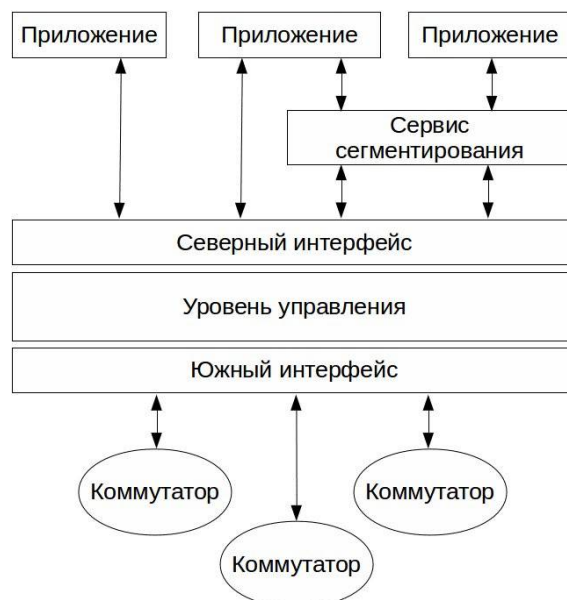 Приложение
Приложение
Приложение
Сервис
сегментирования
Северный интерфейс
Уровень управления
Южный интерфейс
Коммутатор
Коммутатор
Коммутатор